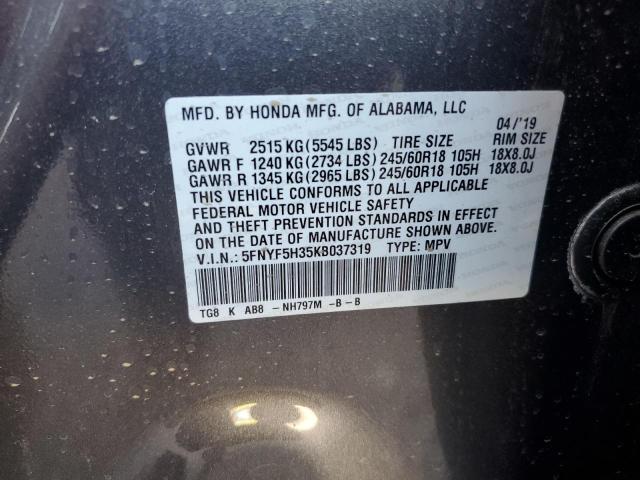 MFD. BY HONDA MFG. OF ALABAMA, LLC
04/'19
GVWR 2515 KG(5545 LBS) TIRE SIZE RIM SIZE
GAWR F 1240 KG(2734 LBS) 245/60R18 105H 18X8.0J
GAWR R 1345 KG(2965 LBS) 245/60R18 105H 18X8.0J
THIS VEHICLE CONFORMS TO ALL APPLICABLE
FEDERAL MOTOR VEHICLE SAFETY
AND THEFT PREVENTION STANDARDS IN EFFECT
ON THE DATE OF MANUFACTURE SHOWN ABOVE.
V.I.N.: 5FNYF5H35KB037319 TYPE: MPV
TG8 K AB8 -NH797M -B-B